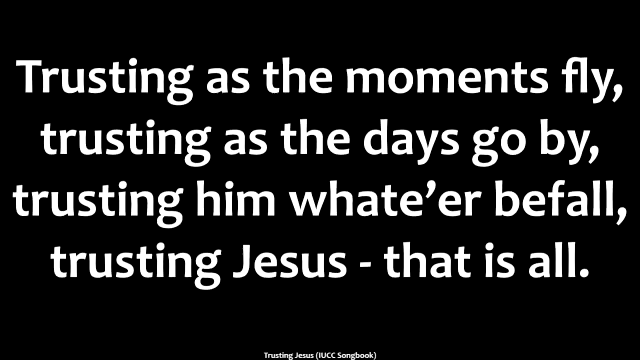 Trusting as the moments fly,
trusting as the days go by,
trusting him whate’er befall,
trusting Jesus - that is all.
Trusting Jesus (IUCC Songbook)